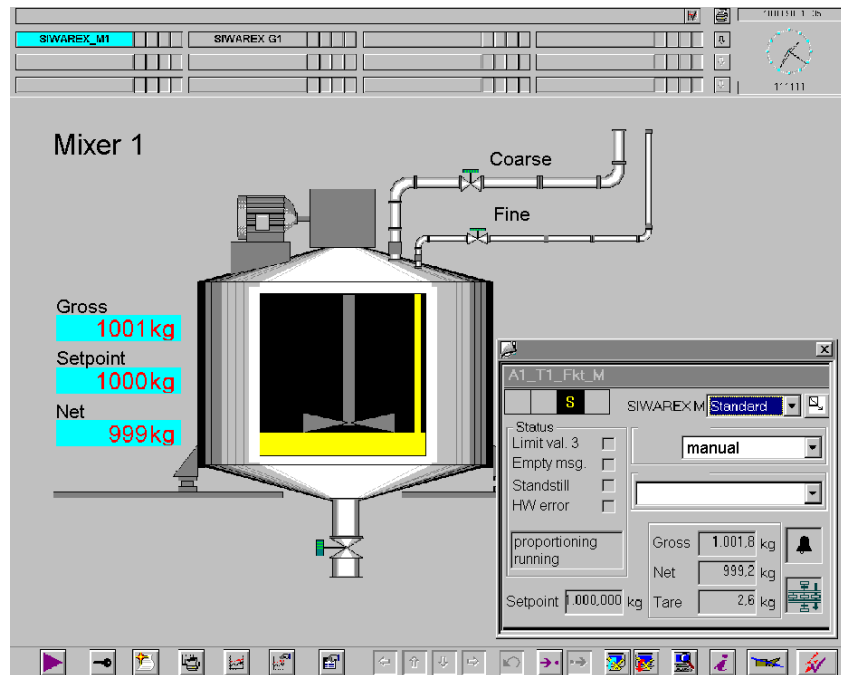 SIWAREX_M1
SIWAREX G1
111111
Mixer 1
Coarse
Fine
Gross
1001kg
Setpoint
1000kg
Net
999kg
A1_T1_Fkt_M
S
SIWAREX M
Standard
Status
Limit val. 3
Empty msg.
Standstill
HW error
manual
proportioning
running
Gross 1.001,8 kg
Net 999,2 kg
Setpoint 1.000,000 kg
Tare 2,6 kg